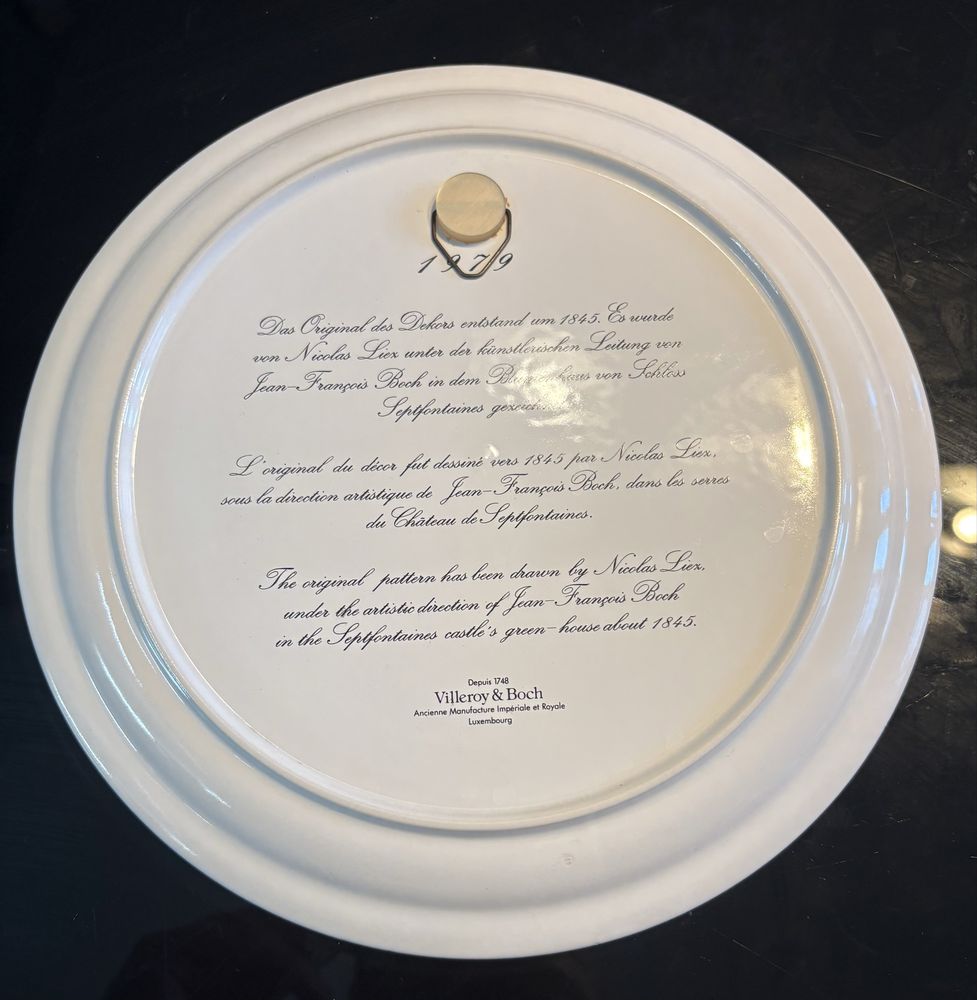 1979
Das Original des Dekors entstand um 1845. Es wurde
von Nicolas Liez unter der künstlerischen Leitung von
Jean-François Boch in dem Blumenhaus von Schloss
Septfontaines
L'original du décor fut dessiné vers 1845 par Nicolas Liez,
sous la direction artistique de Jean-François Boch, dans les serres
du Château de Septfontaines.
The original pattern has been drawn by Nicolas Liez,
under the artistic direction of Jean-François Boch
in the Septfontaines castle's green-house about 1845.
Depuis 1748
Villeroy & Boch
Ancienne Manufacture Impériale et Royale
Luxembourg